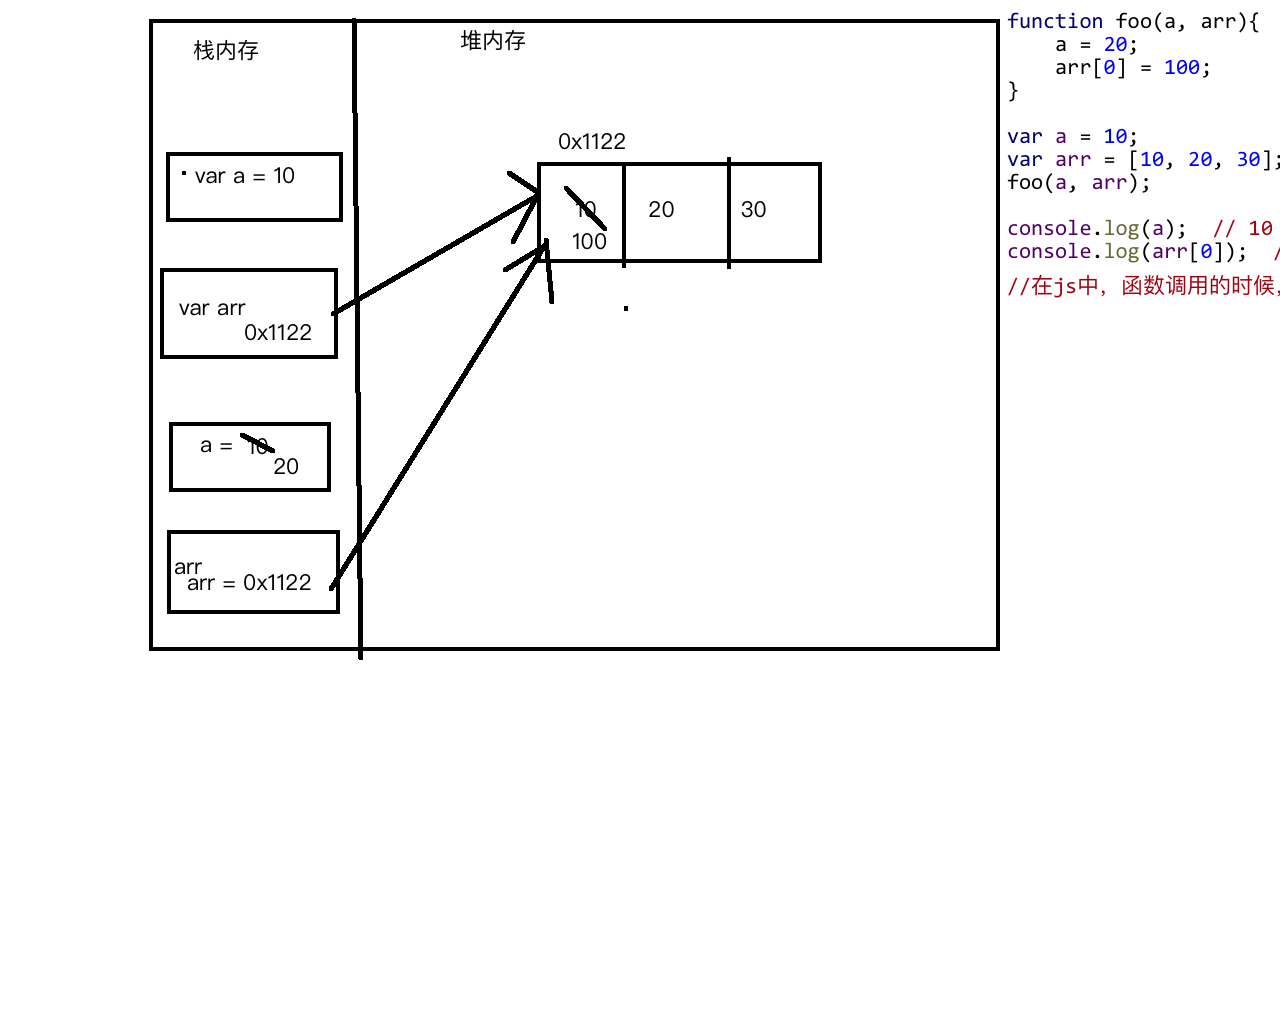 栈内存
堆内存
0x1122
var a = 10
10
20
30
100
var arr
0x1122
a = 10
20
arr
arr = 0x1122
function foo(a, arr){
    a = 20;
    arr[0] = 100;
}
var a = 10;
var arr = [10, 20, 30];
foo(a, arr);
console.log(a);  // 10
console.log(arr[0]);  /
//在js中，函数调用的时候，